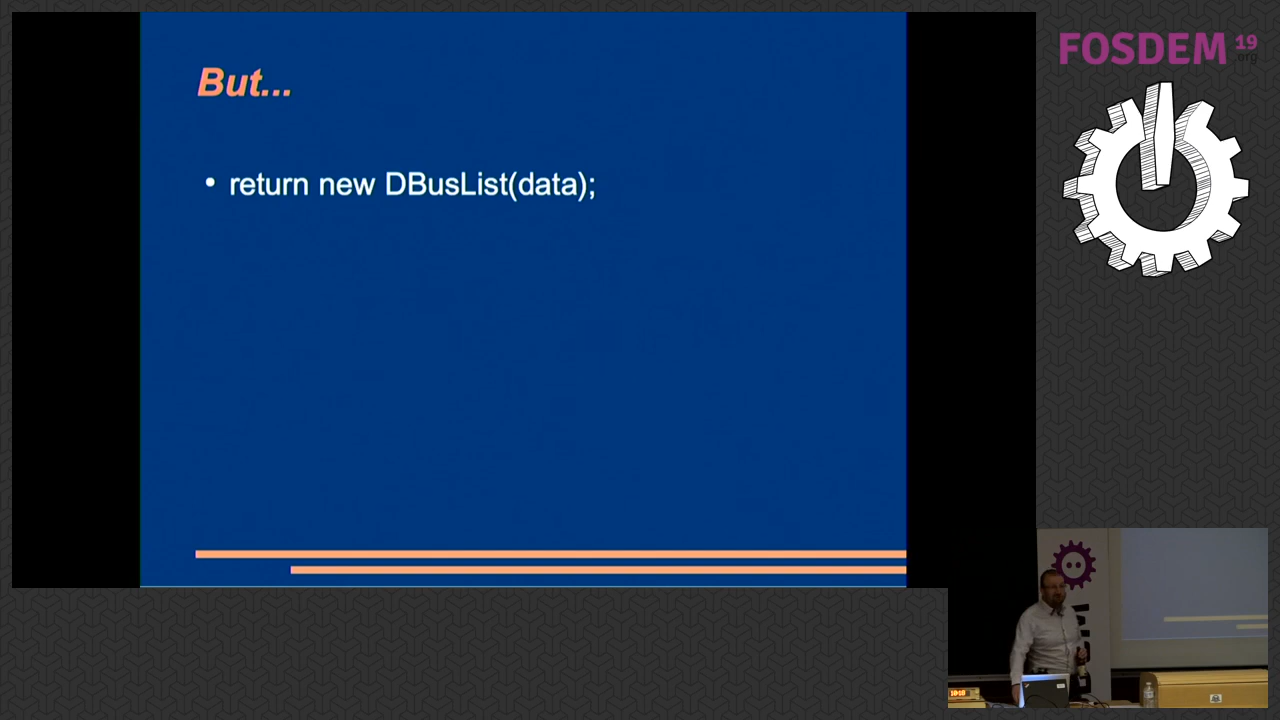 But...
• return new DBusList(data);
FOSDEM 19
.org